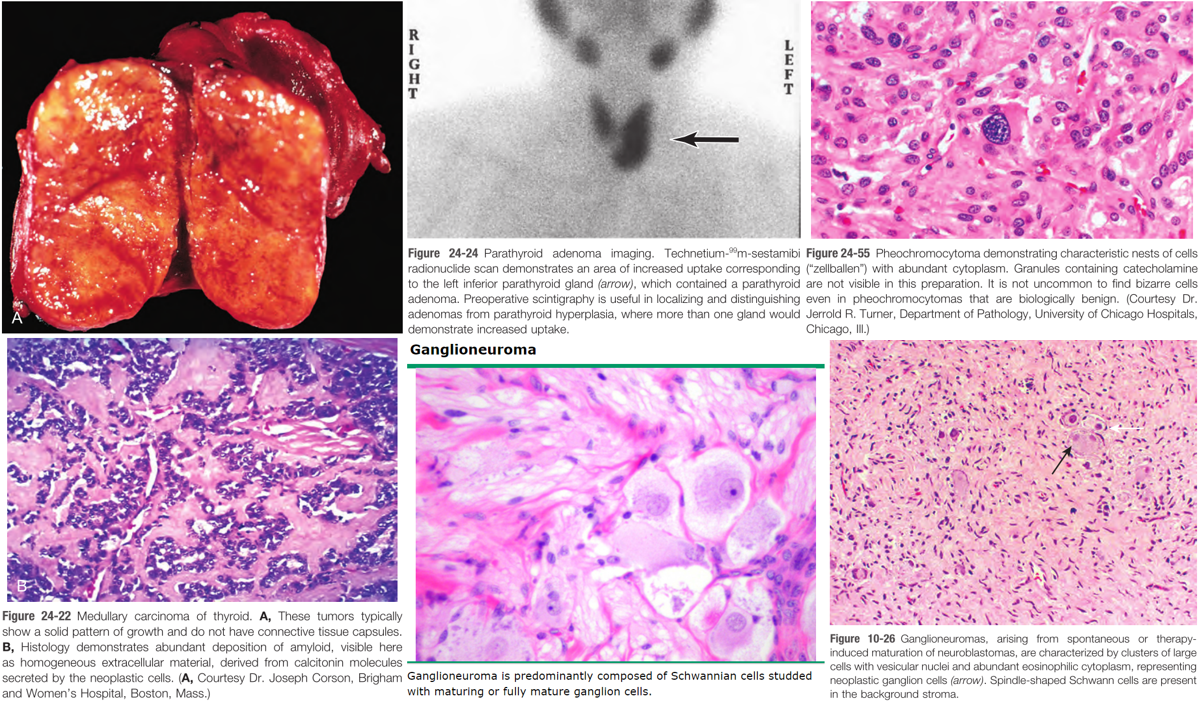 A
RIGHT
LEFT
Figure 24-24 Parathyroid adenoma imaging. Technetium-99m-sestamibi
radionuclide scan demonstrates an area of increased uptake corresponding
to the left inferior parathyroid gland (arrow), which contained a parathyroid
adenoma. Preoperative scintigraphy is useful in localizing and distinguishing
adenomas from parathyroid hyperplasia, where more than one gland would
demonstrate increased uptake.
Figure 24-55 Pheochromocytoma demonstrating characteristic nests of cells
(“zellballen”) with abundant cytoplasm. Granules containing catecholamine
are not visible in this preparation. It is not uncommon to find bizarre cells
even in pheochromocytomas that are biologically benign. (Courtesy Dr.
Jerrold R. Turner, Department of Pathology, University of Chicago Hospitals,
Chicago, Ill.)
B
Figure 24-22 Medullary carcinoma of thyroid. A, These tumors typically
show a solid pattern of growth and do not have connective tissue capsules.
B, Histology demonstrates abundant deposition of amyloid, visible here
as homogeneous extracellular material, derived from calcitonin molecules
secreted by the neoplastic cells. (A, Courtesy Dr. Joseph Corson, Brigham
and Women’s Hospital, Boston, Mass.)
Ganglioneuroma
Ganglioneuroma is predominantly composed of Schwannian cells studded
with maturing or fully mature ganglion cells.
Figure 10-26 Ganglioneuromas, arising from spontaneous or therapy-
induced maturation of neuroblastomas, are characterized by clusters of large
cells with vesicular nuclei and abundant eosinophilic cytoplasm, representing
neoplastic ganglion cells (arrow). Spindle-shaped Schwann cells are present
in the background stroma.